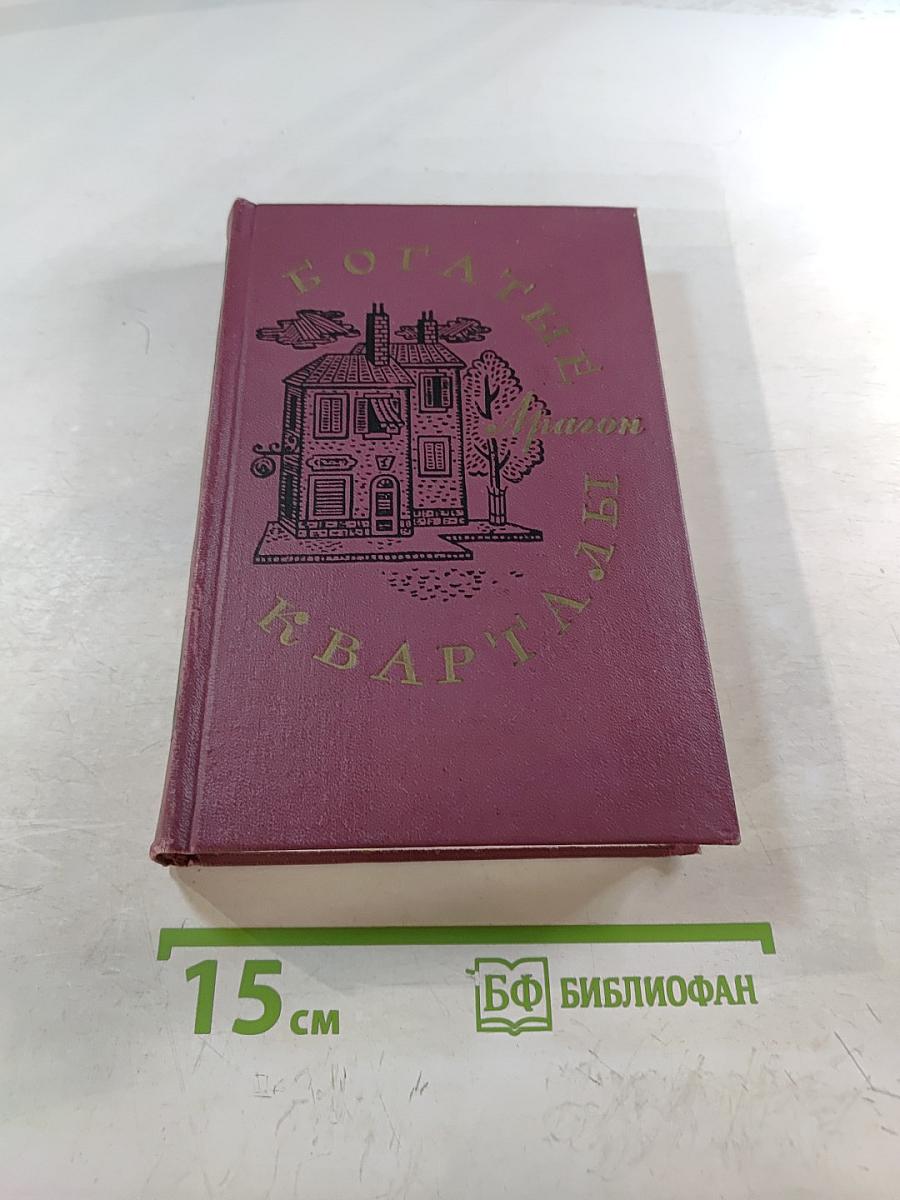 БОГАТЫЕ
Арагон
КВАРТАЛЫ
15 см
БФ БИБЛИОФАН